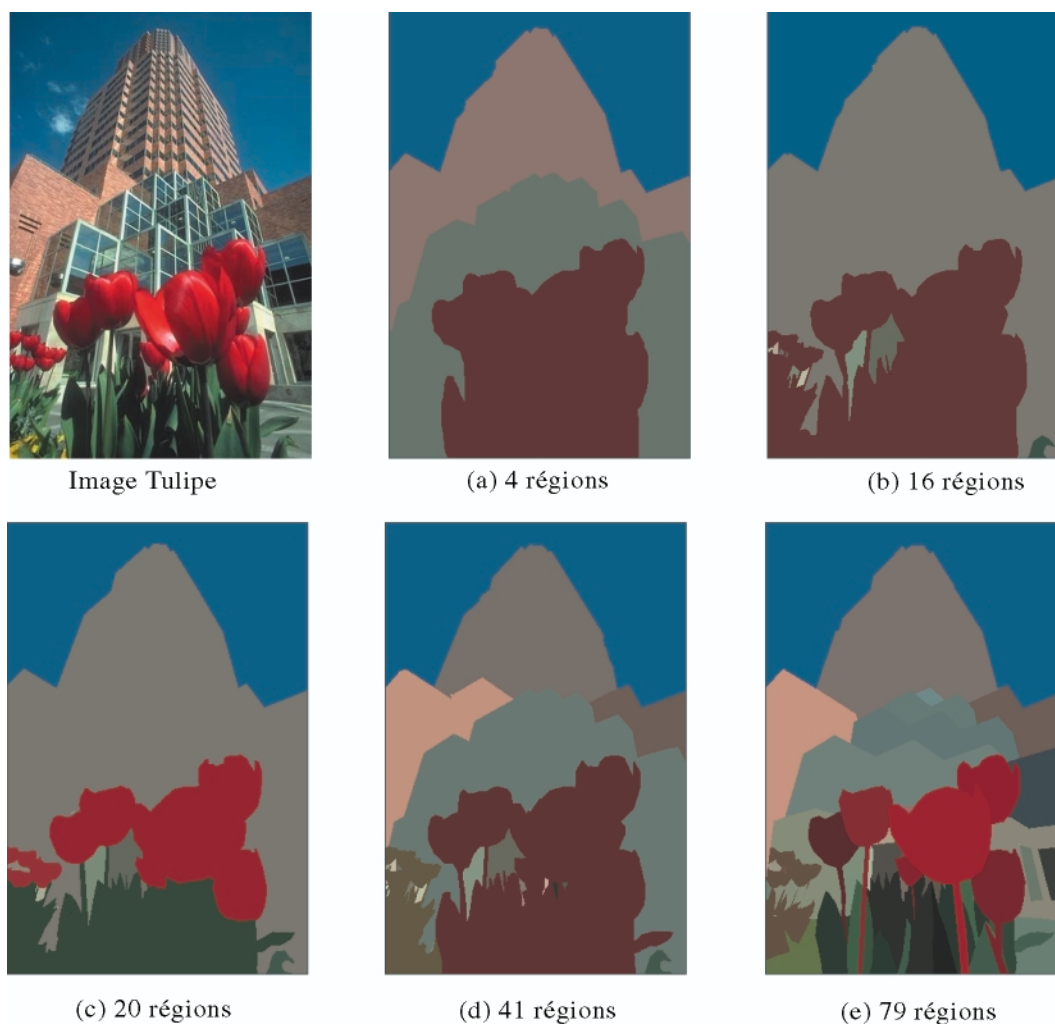 Image Tulipe
(a) 4 régions
(b) 16 régions
(c) 20 régions
(d) 41 régions
(e) 79 régions